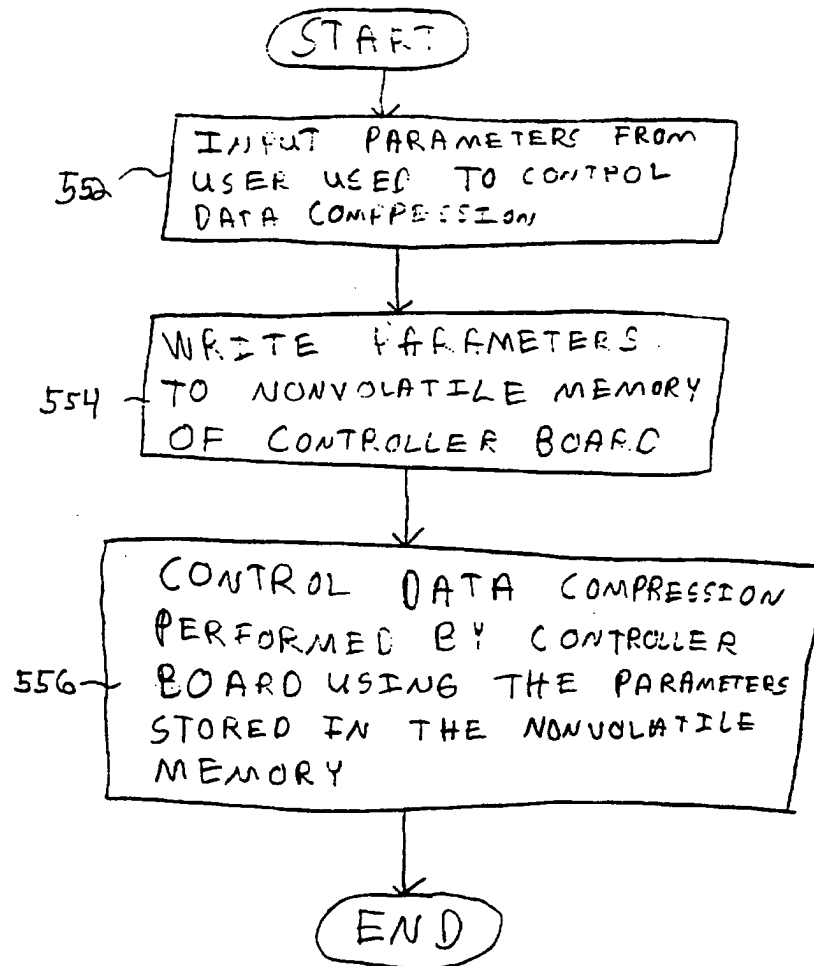 START
552
INPUT PARAMETERS FROM
USER USED TO CONTROL
DATA COMPRESSION
554
WRITE PARAMETERS
TO NONVOLATILE MEMORY
OF CONTROLLER BOARD
556
CONTROL DATA COMPRESSION
PERFORMED BY CONTROLLER
BOARD USING THE PARAMETERS
STORED IN THE NONVOLATILE
MEMORY
END